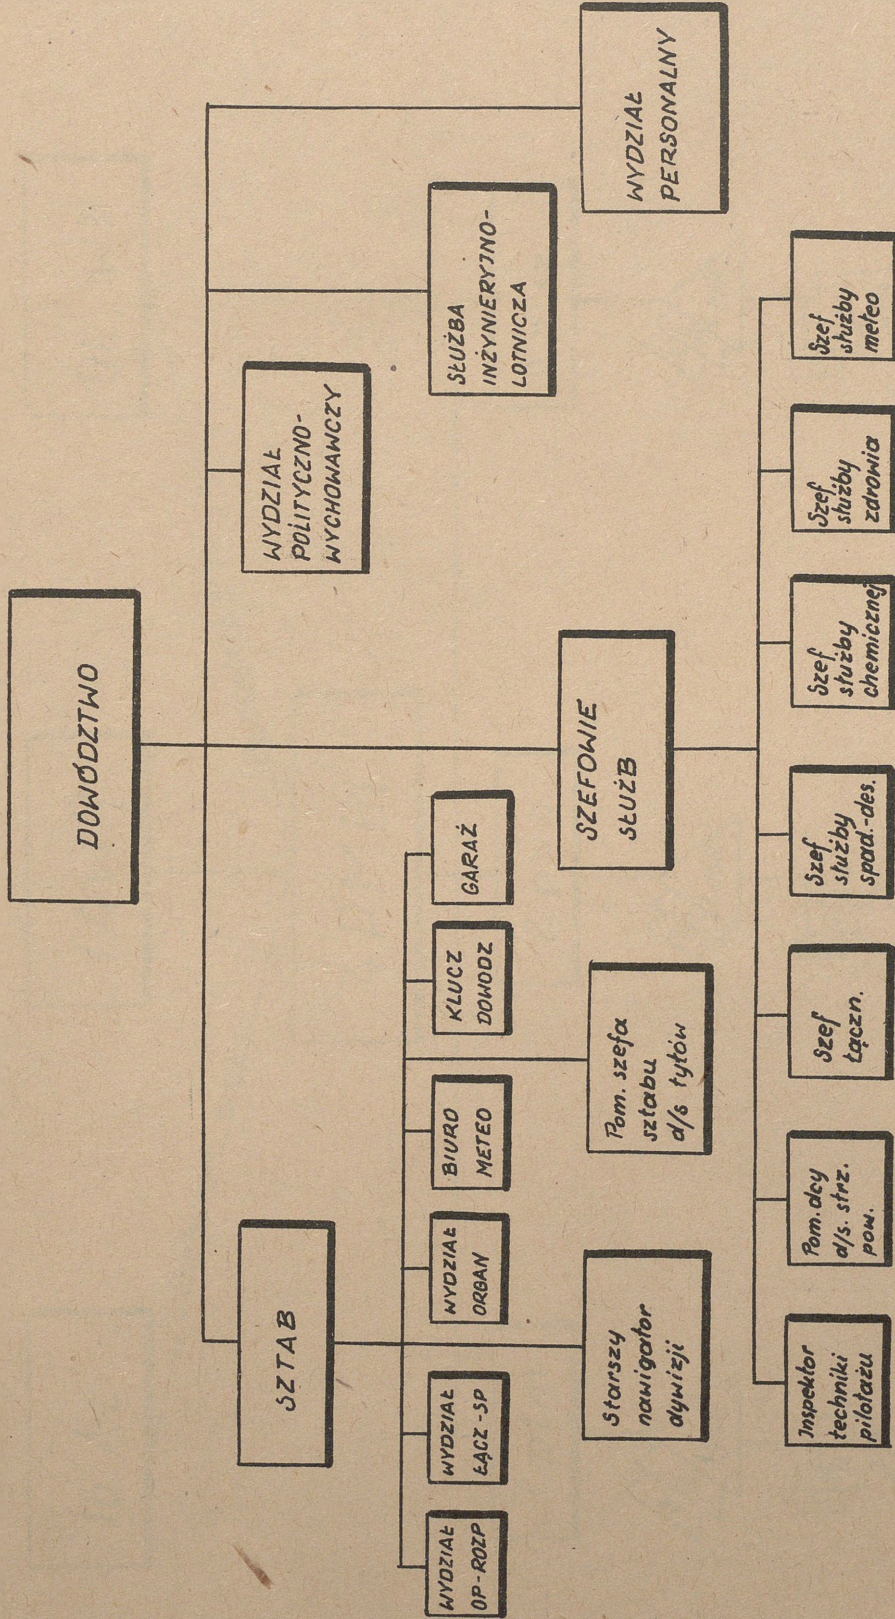 DOWÓDZTWO
SZTAB
WYDZIAŁ
POLITYCZNO-
WYCHOWAWCZY
SŁUŻBA
INŻYNIERYJNO-
LOTNICZA
WYDZIAŁ
PERSONALNY
WYDZIAŁ
OP-ROZP
WYDZIAŁ
ŁĄCZ-SP
WYDZIAŁ
ORGAN
BIURO
METEO
KLUCZ
DOWODZ
GARAŻ
Starszy
nawigator
dywizji
Pom. szefa
sztabu
d/s tyłów
SZEFOWIE
SŁUŻB
Inspektor
techniki
pilotażu
Pom. dcy
d/s. strz.
pow.
Szef
łączn.
Szef
służby
spad.-des.
Szef
służby
chemicznej
Szef
służby
zdrowia
Szef
służby
meteo